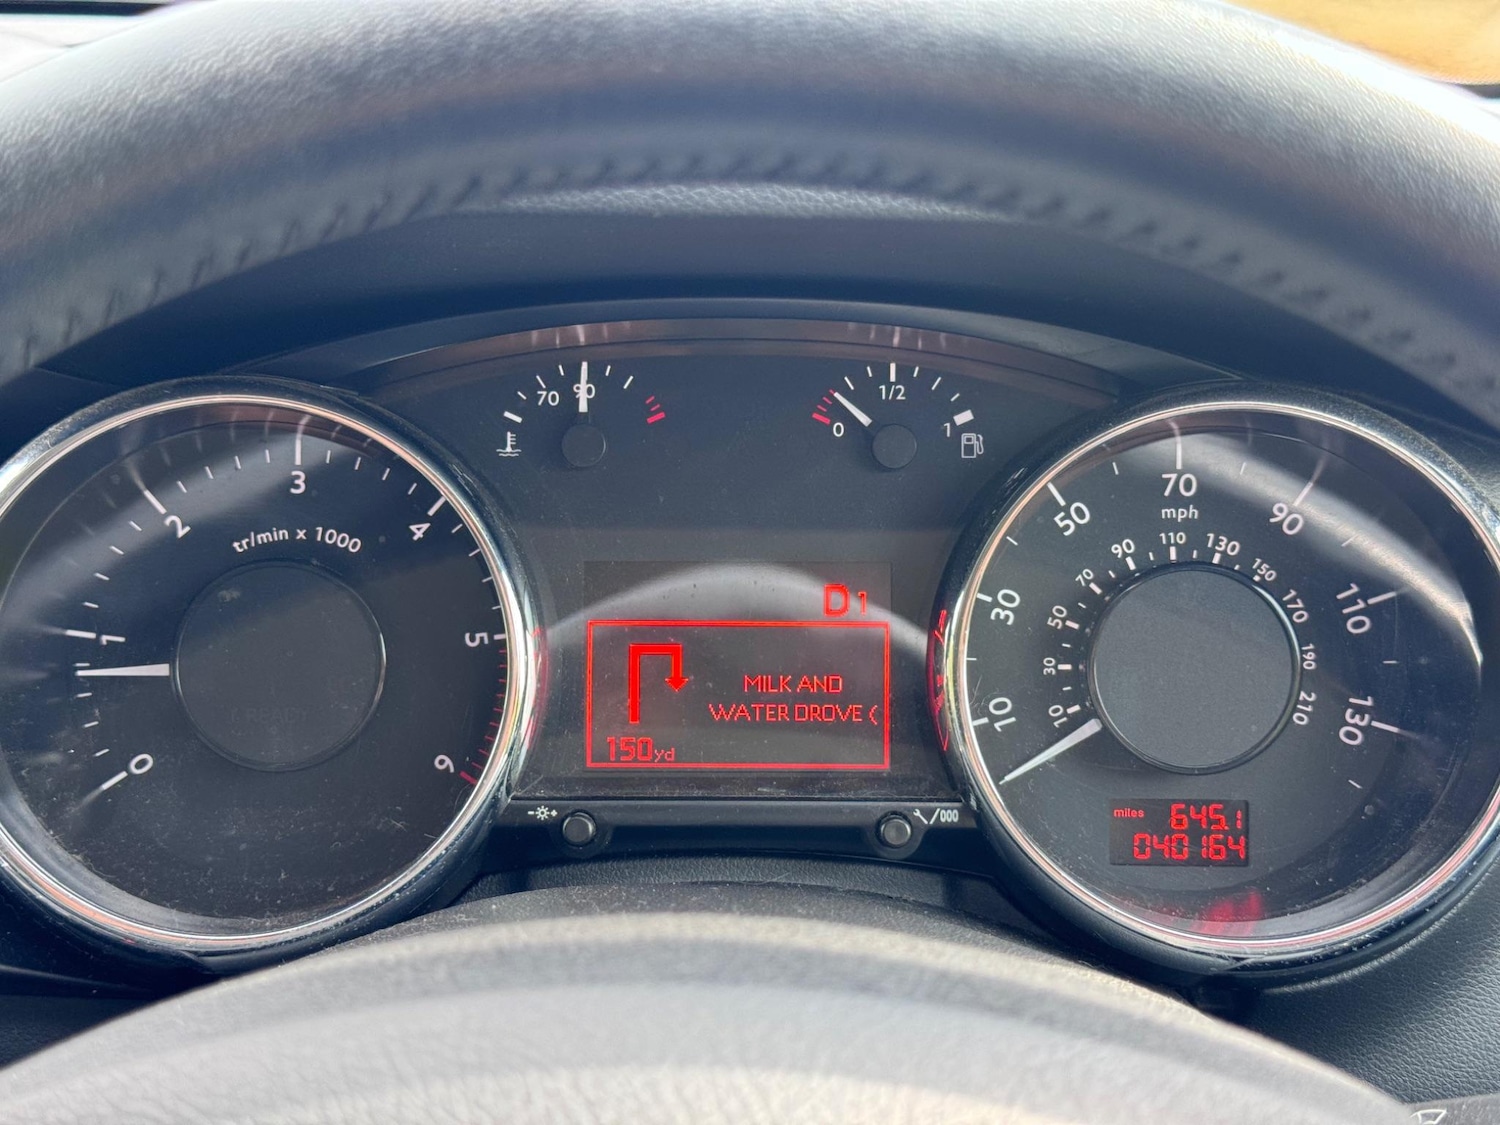 70 90
1/2
0 1
0 1 2 3 4 5 6
tr/min x 1000
D 1
MILK AND
WATER DROVE (
150yd
10 30 50 70 90 110 130
mph
10 30 50 70 90 110 130 150 170 190 210
/000
miles 645.1
040164